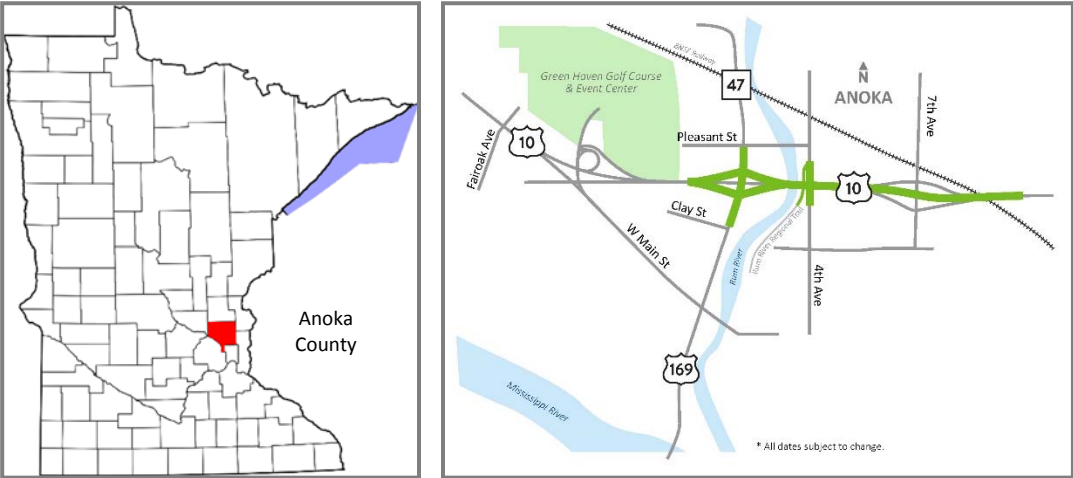 Anoka
County
BNSF Railway
Green Haven Golf Course
& Event Center
47
N
ANOKA
7th Ave
Fairoak Ave
10
Pleasant St
10
Clay St
W Main St
Rum River
Rum River Regional Trail
4th Ave
169
Mississippi River
* All dates subject to change.